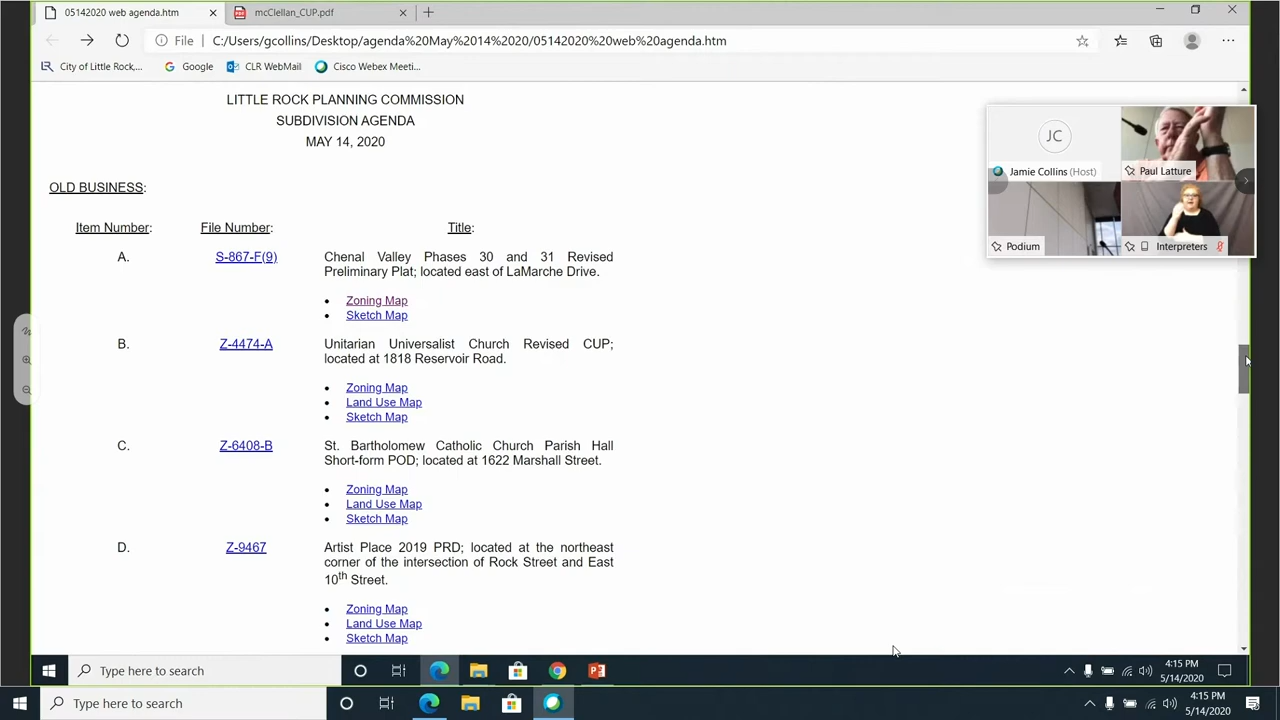 05142020 web agenda.htm
mcClellan_CUP.pdf
File
C:/Users/gcollins/Desktop/agenda%20May%2014%2020/05142020%20web%20agenda.htm
City of Little Rock,...
Google
CLR WebMail
Cisco Webex Meeti...
LITTLE ROCK PLANNING COMMISSION
SUBDIVISION AGENDA
MAY 14, 2020
JC
Jamie Collins (Host)
Paul Latture
Podium
Interpreters
OLD BUSINESS:
Item Number: File Number: Title:
A. S-867-F(9) Chenal Valley Phases 30 and 31 Revised
Preliminary Plat; located east of LaMarche Drive.
• Zoning Map
• Sketch Map
B. Z-4474-A Unitarian Universalist Church Revised CUP;
located at 1818 Reservoir Road.
• Zoning Map
• Land Use Map
• Sketch Map
C. Z-6408-B St. Bartholomew Catholic Church Parish Hall
Short-form POD; located at 1622 Marshall Street.
• Zoning Map
• Land Use Map
• Sketch Map
D. Z-9467 Artist Place 2019 PRD; located at the northeast
corner of the intersection of Rock Street and East
10th Street.
• Zoning Map
• Land Use Map
• Sketch Map
Type here to search
4:15 PM
5/14/2020
Type here to search
4:15 PM
5/14/2020